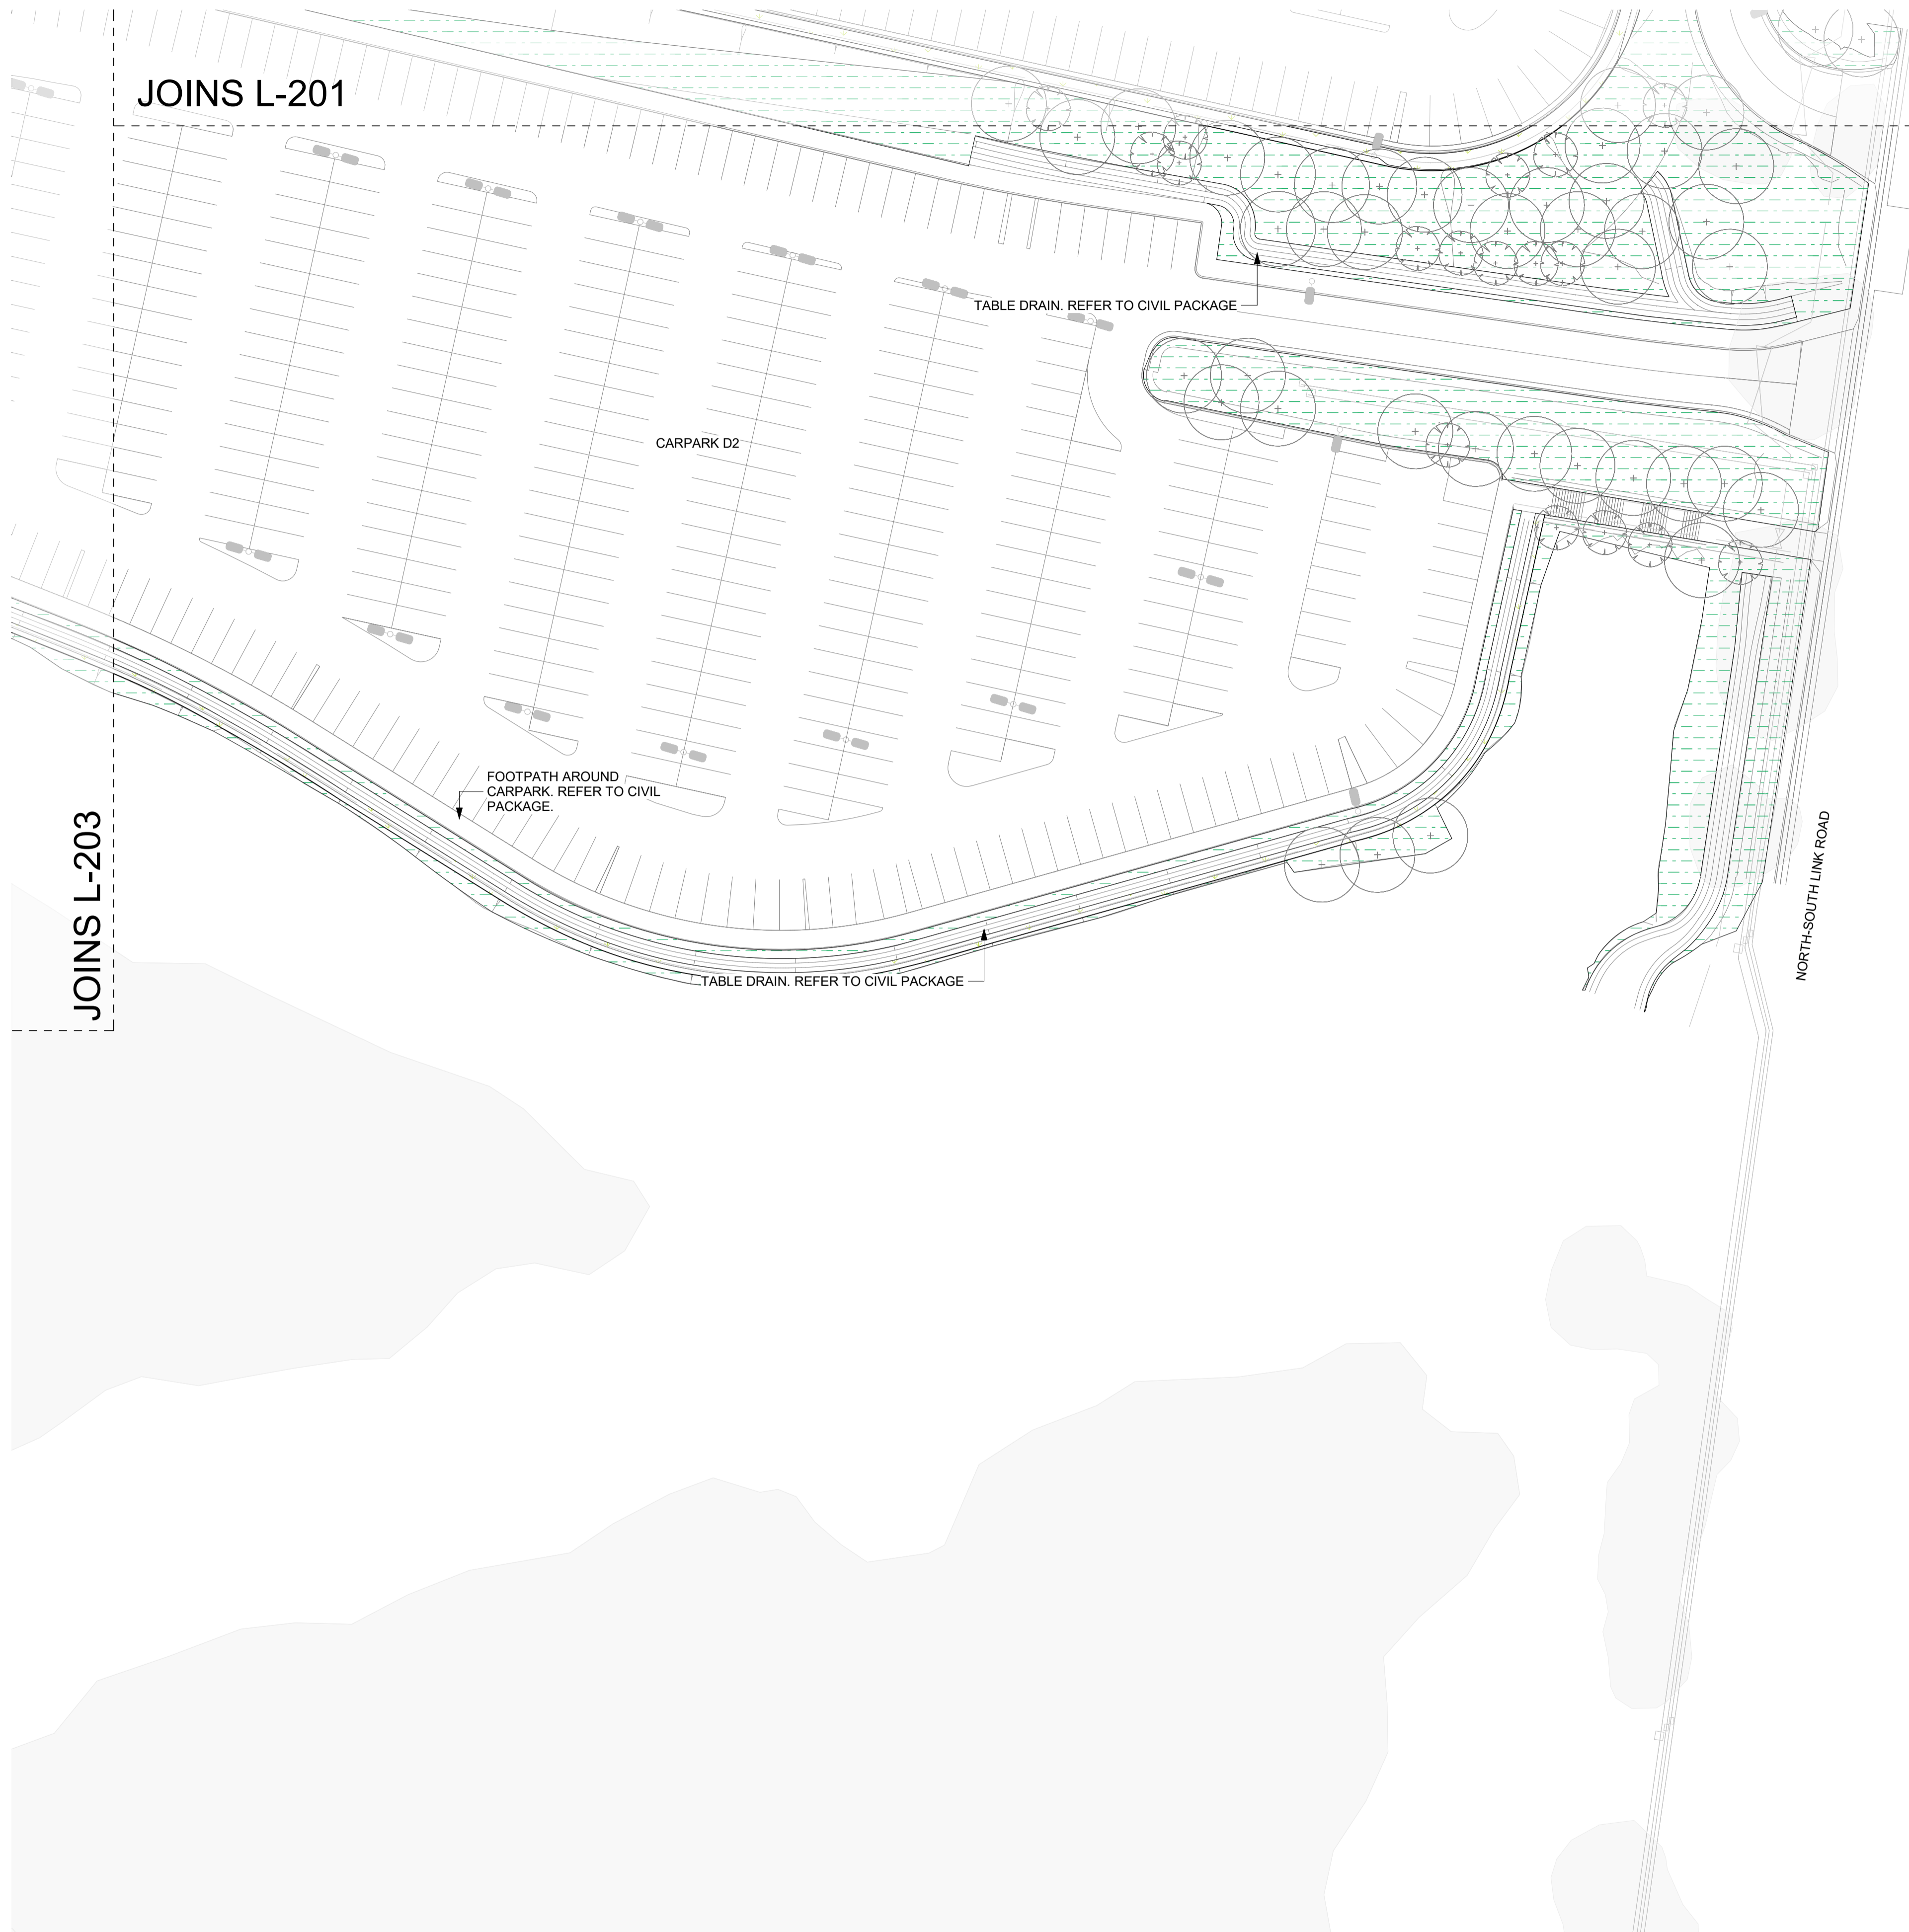 JOINS L-201
TABLE DRAIN. REFER TO CIVIL PACKAGE
CARPARK D2
FOOTPATH AROUND
CARPARK. REFER TO CIVIL
PACKAGE.
JOINS L-203
NORTH-SOUTH LINK ROAD
TABLE DRAIN. REFER TO CIVIL PACKAGE